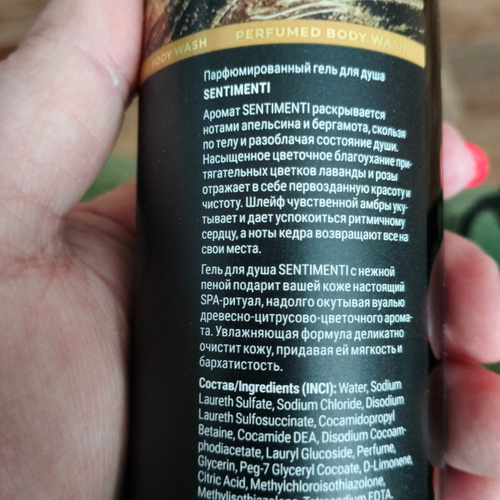 BODY WASH PERFUMED BODY WASH
Парфюмированный гель для душа
SENTIMENTI
Аромат SENTIMENTI раскрывается
нотами апельсина и бергамота, скользя
по телу и разоблачая состояние души.
Насыщенное цветочное благоухание при-
тягательных цветков лаванды и розы
отражает в себе первозданную красоту и
чистоту. Шлейф чувственной амбры уку-
тывает и дает успокоиться ритмичному
сердцу, а ноты кедра возвращают все на
свои места.
Гель для душа SENTIMENTI с нежной
пеной подарит вашей коже настоящий
SPA-ритуал, надолго окутывая вуалью
древесно-цитрусово-цветочного арома-
та. Увлажняющая формула деликатно
очистит кожу, придавая ей мягкость и
бархатистость.
Состав/Ingredients (INCI): Water, Sodium
Laureth Sulfate, Sodium Chloride, Disodium
Laureth Sulfosuccinate, Cocamidopropyl
Betaine, Cocamide DEA, Disodium Cocoam-
phodiacetate, Lauryl Glucoside, Perfume,
Glycerin, Peg-7 Glyceryl Cocoate, D-Limonene,
Citric Acid, Methylchloroisothiazolone,
Methylisothiazolone, Tetrasodium EDTA